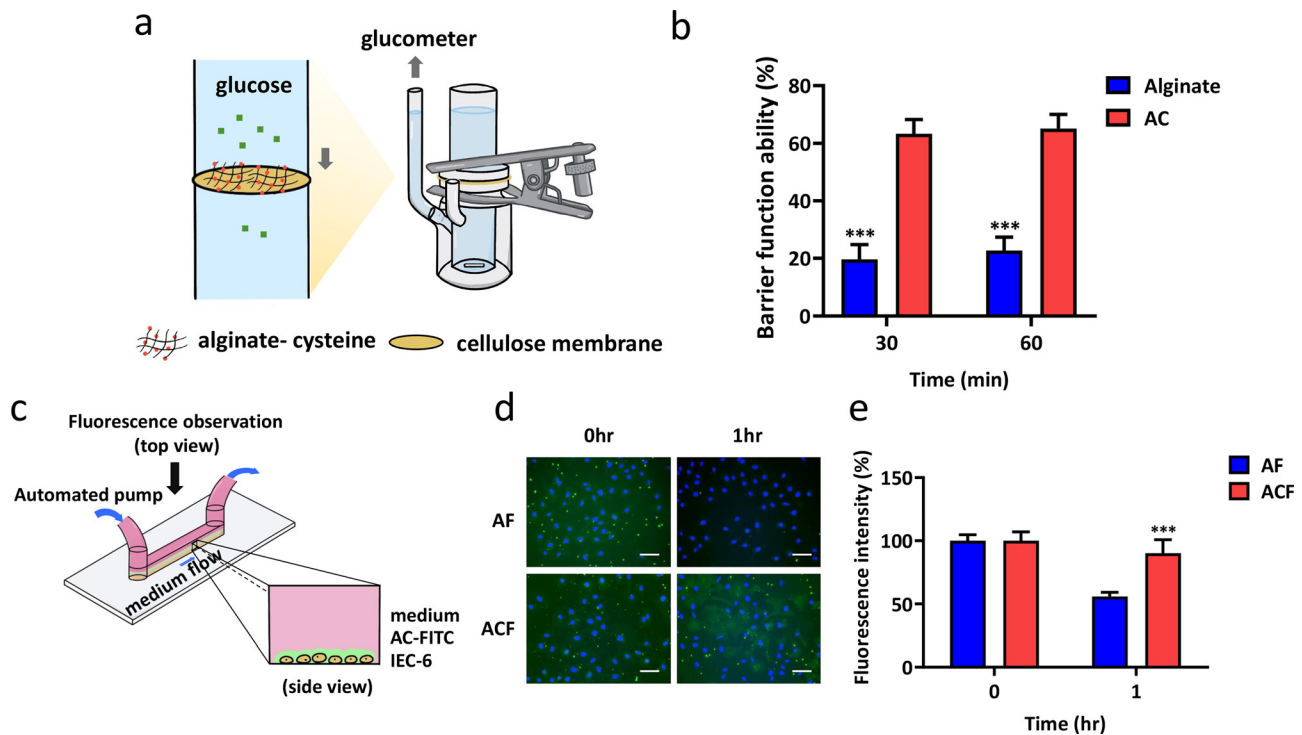 a
glucometer
glucose
alginate- cysteine
cellulose membrane
b
Barrier function ability (%)
80
60
40
20
0
***
***
30
60
Time (min)
Alginate
AC
c
Fluorescence observation
(top view)
Automated pump
medium flow
medium
AC-FITC
IEC-6
(side view)
d
0hr
1hr
AF
ACF
e
Fluorescence intensity (%)
150
100
50
0
***
0
1
Time (hr)
AF
ACF